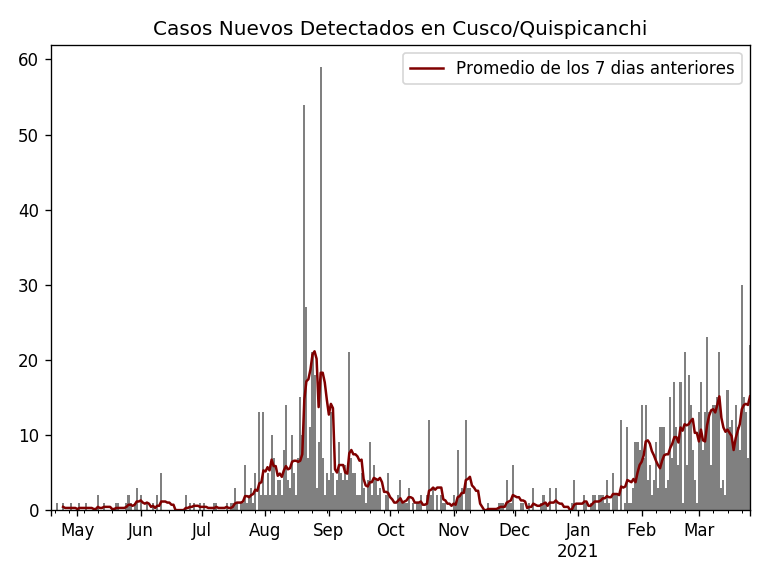 Casos Nuevos Detectados en Cusco/Quispicanchi
Promedio de los 7 dias anteriores
60
50
40
30
20
10
0
May Jun Jul Aug Sep Oct Nov Dec Jan Feb Mar
2021